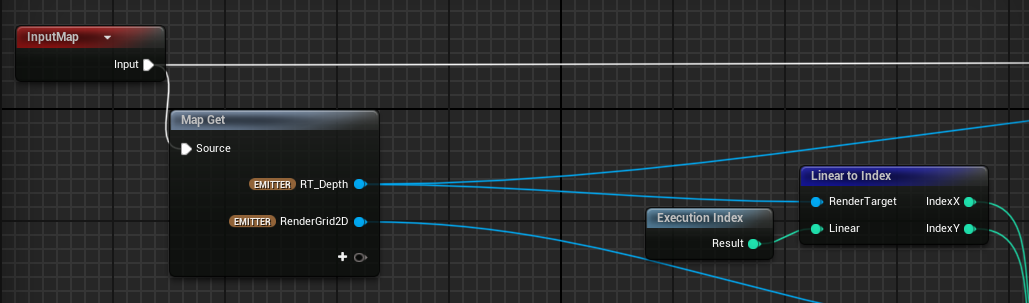 InputMap
Input
Map Get
Source
EMITTER RT_Depth
EMITTER RenderGrid2D
Execution Index
Result
Linear to Index
RenderTarget IndexX
Linear IndexY